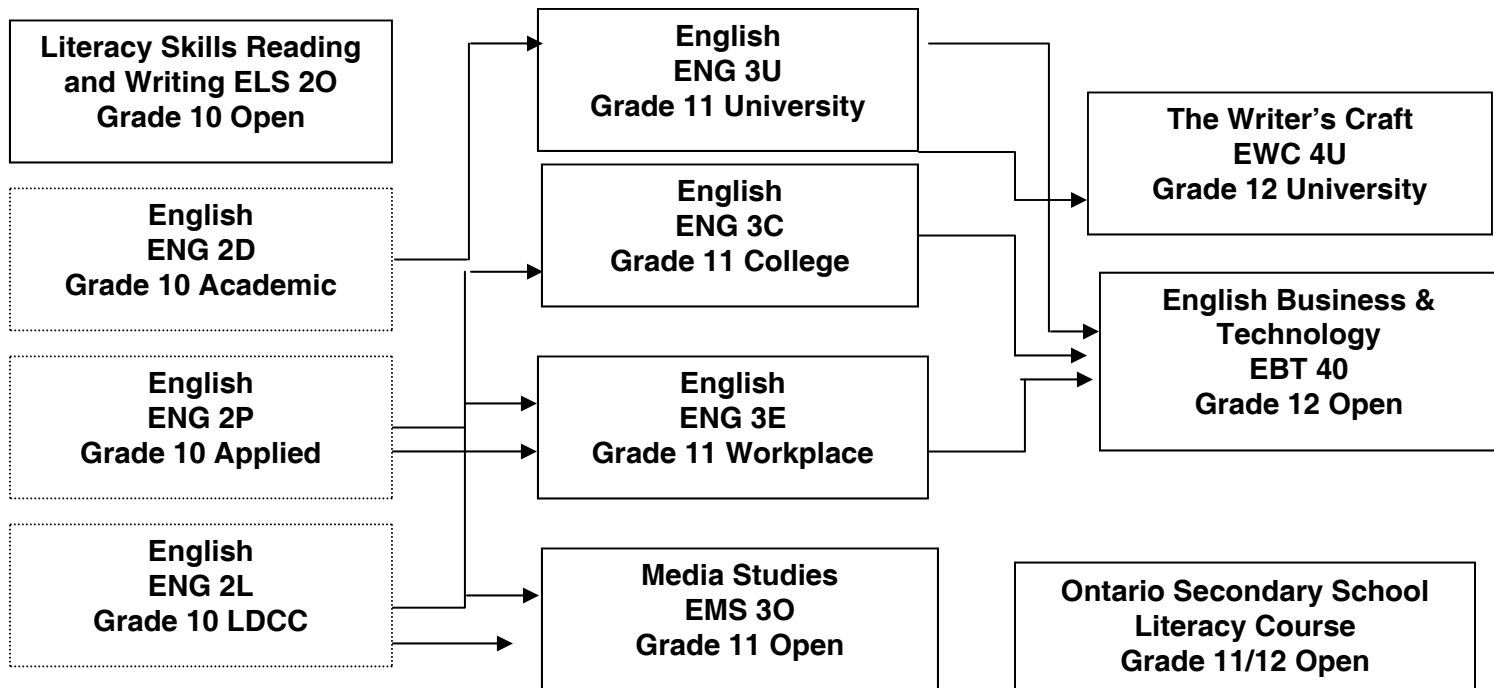 Literacy Skills Reading
and Writing ELS 2O
Grade 10 Open
English
ENG 2D
Grade 10 Academic
English
ENG 2P
Grade 10 Applied
English
ENG 2L
Grade 10 LDCC
English
ENG 3U
Grade 11 University
English
ENG 3C
Grade 11 College
English
ENG 3E
Grade 11 Workplace
Media Studies
EMS 3O
Grade 11 Open
The Writer's Craft
EWC 4U
Grade 12 University
English Business &
Technology
EBT 40
Grade 12 Open
Ontario Secondary School
Literacy Course
Grade 11/12 Open